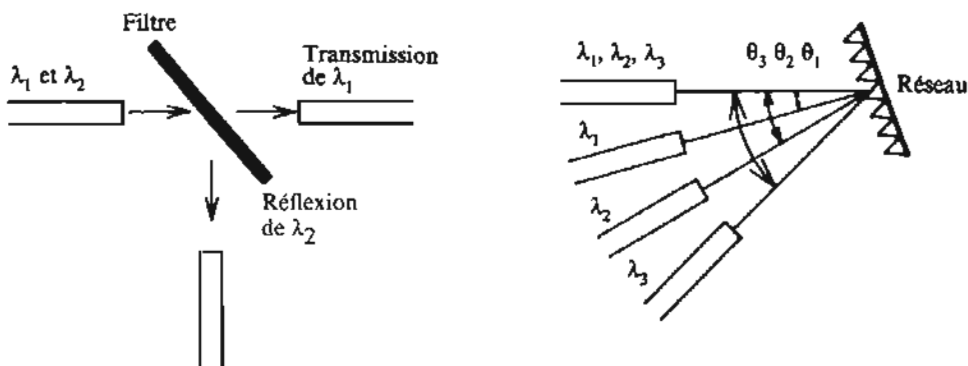 Filtre
λ₁ et λ₂
Transmission
de λ₁
Réflexion
de λ₂
λ₁, λ₂, λ₃
θ₃ θ₂ θ₁
Réseau
λ₁
λ₂
λ₃